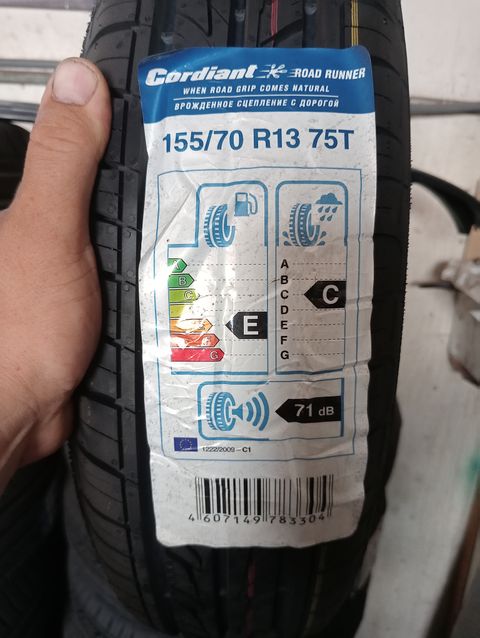 Cordiant ROAD RUNNER
WHEN ROAD GRIP COMES NATURAL
ВРОЖДЕННОЕ СЦЕПЛЕНИЕ С ДОРОГОЙ
155/70 R13 75T
A
B
C
G
E
A
B
C
D
E
F
G
C
71 dB
1222/2009 - C1
4 607149 783304